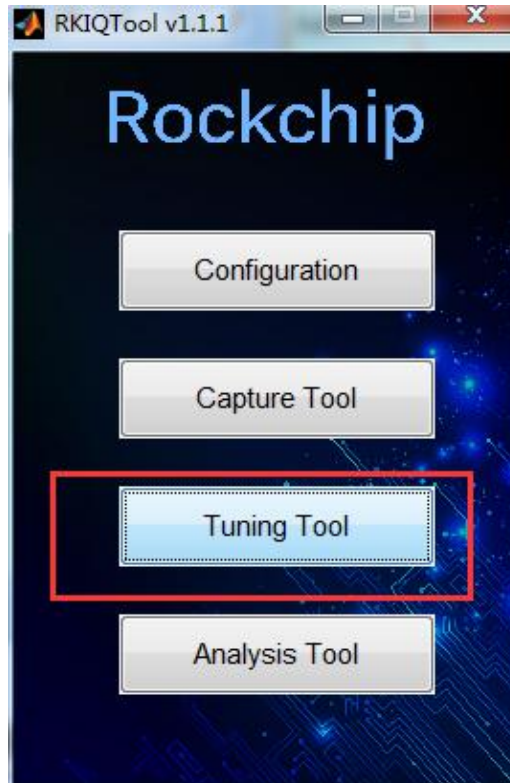 RKIQTool v1.1.1
Rockchip
Configuration
Capture Tool
Tuning Tool
Analysis Tool